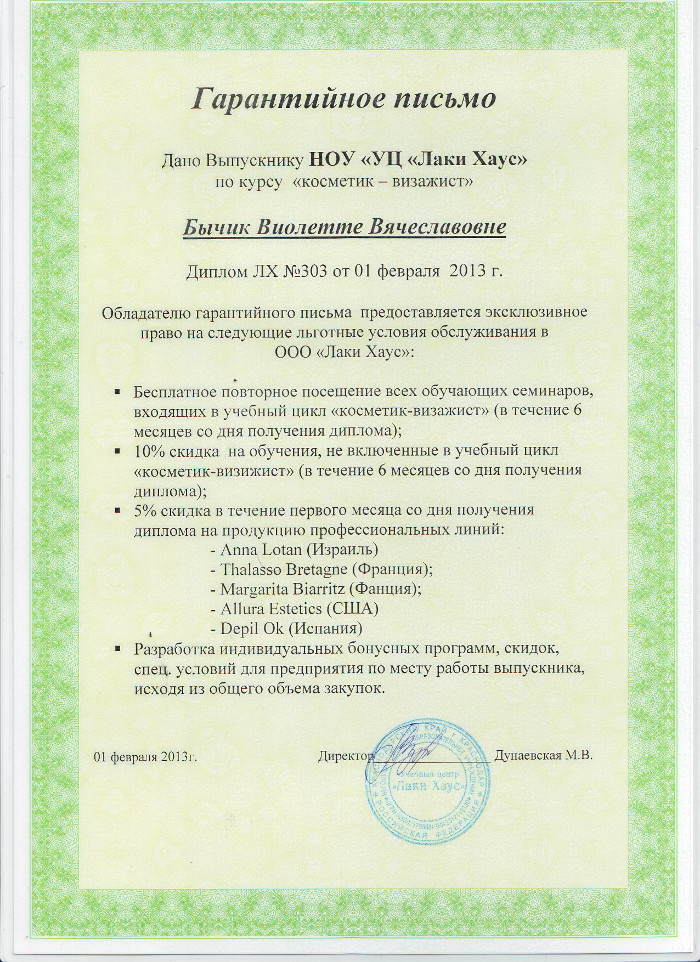 Гарантийное письмо
Дано Выпускнику НОУ «УЦ «Лаки Хаус»
по курсу «косметик – визажист»
Бычик Виолетте Вячеславовне
Диплом ЛХ №303 от 01 февраля 2013 г.
Обладателю гарантийного письма предоставляется эксклюзивное
право на следующие льготные условия обслуживания в
ООО «Лаки Хаус»:
▪ Бесплатное повторное посещение всех обучающих семинаров,
входящих в учебный цикл «косметик-визажист» (в течение 6
месяцев со дня получения диплома);
▪ 10% скидка на обучения, не включенные в учебный цикл
«косметик-визижист» (в течение 6 месяцев со дня получения
диплома);
▪ 5% скидка в течение первого месяца со дня получения
диплома на продукцию профессиональных линий:
- Anna Lotan (Израиль)
- Thalasso Bretagne (Франция);
- Margarita Biarritz (Фанция);
- Allura Estetics (США)
- Depil Ok (Испания)
▪ Разработка индивидуальных бонусных программ, скидок,
спец. условий для предприятия по месту работы выпускника,
исходя из общего объема закупок.
01 февраля 2013г. Директор Дунаевская М.В.
Учебный центр
«Лаки Хаус»
РОССИЙСКАЯ ФЕДЕРАЦИЯ